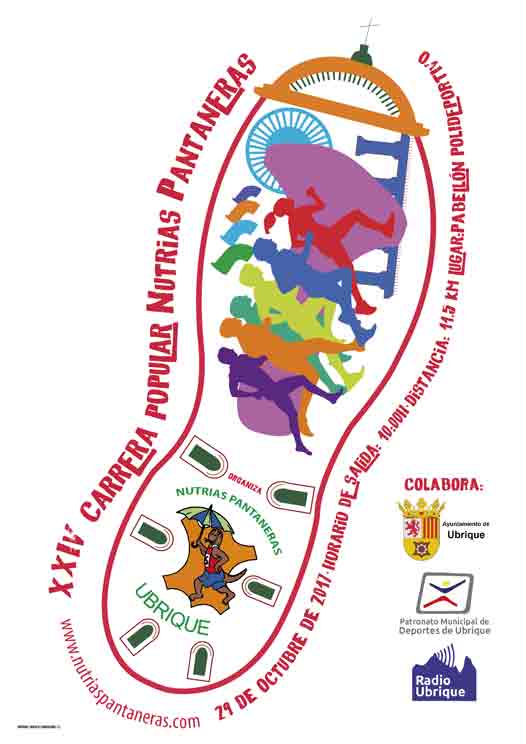 XXIV CARRERA POPULAR NUTRIAS PANTANERAS
29 DE OCTUBRE DE 2017· HORARIO DE SALIDA: 10:00H· DISTANCIA: 11.5 KM LUGAR:PABELLÓN POLIDEPORTIVO
ORGANIZA
NUTRIAS PANTANERAS
UBRIQUE
www.nutriaspantaneras.com
COLABORA:
Ayuntamiento de
Ubrique
Patronato Municipal de
Deportes de Ubrique
Radio
Ubrique